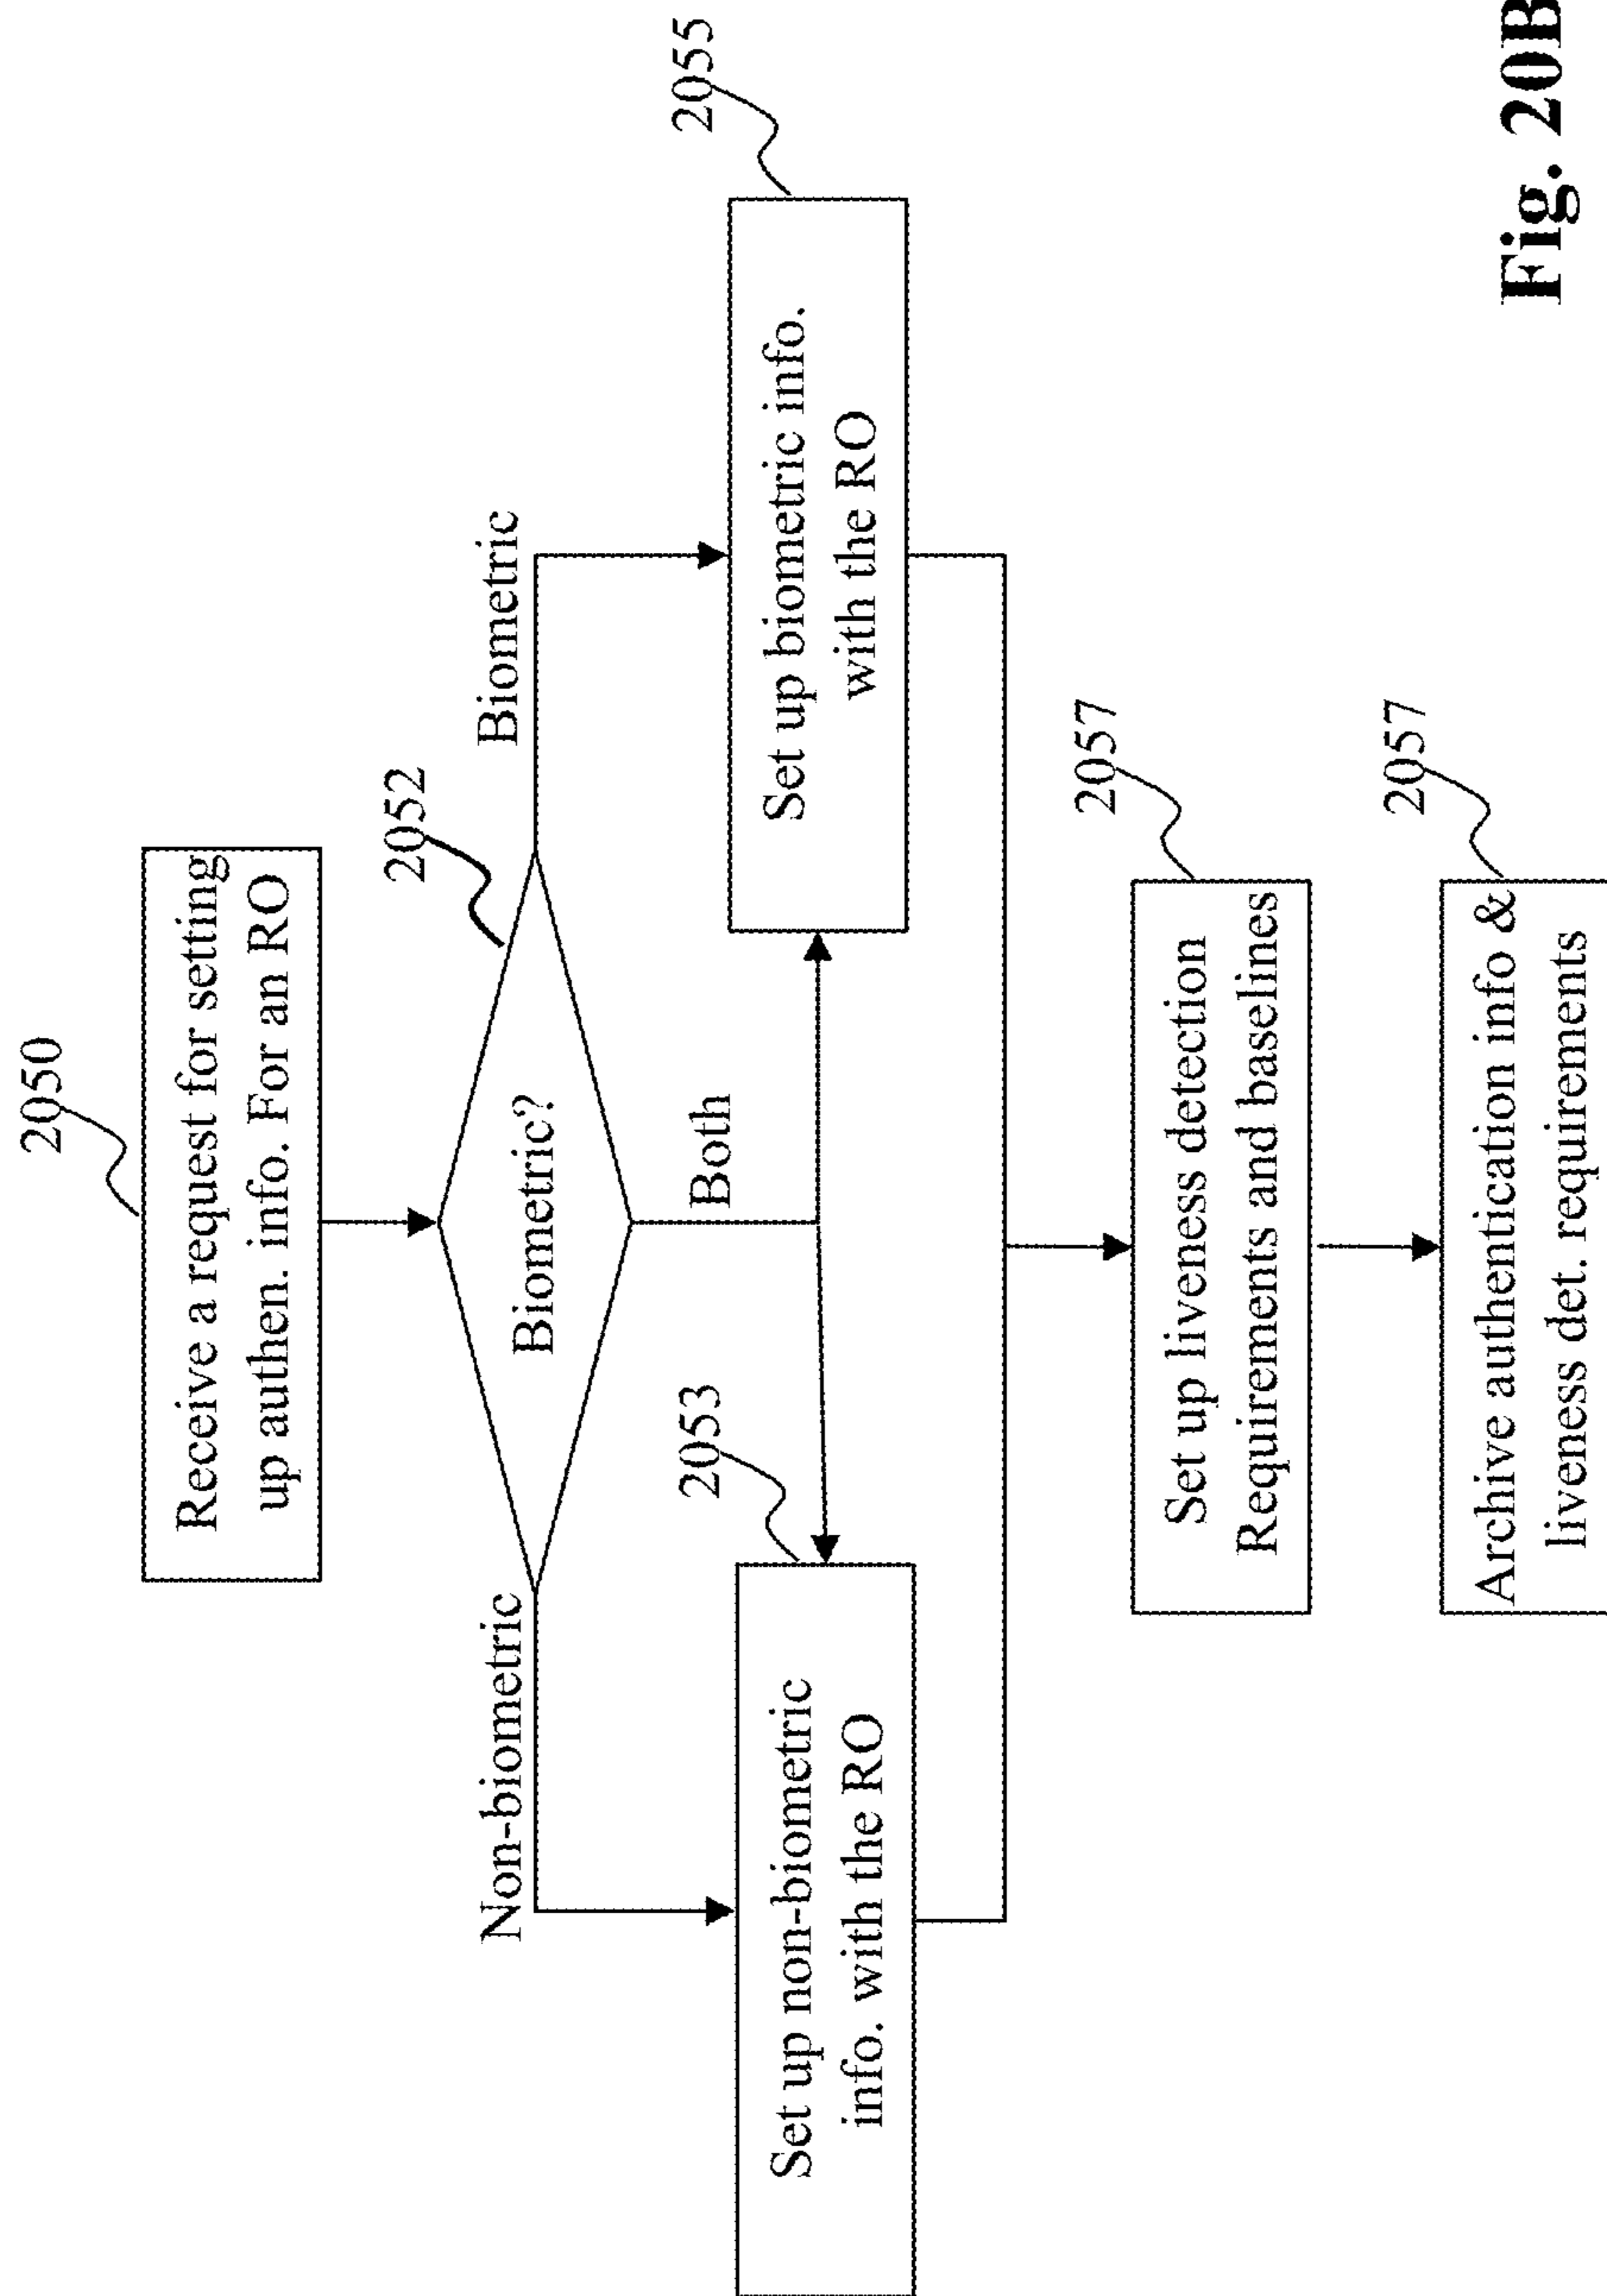 2050
Receive a request for setting
up authen. info. For an RO
2052
Biometric?
Non-biometric
Biometric
Both
2053
2055
Set up non-biometric
info. with the RO
Set up biometric info.
with the RO
2057
Set up liveness detection
Requirements and baselines
2057
Archive authentication info &
liveness det. requirements
Fig. 20B